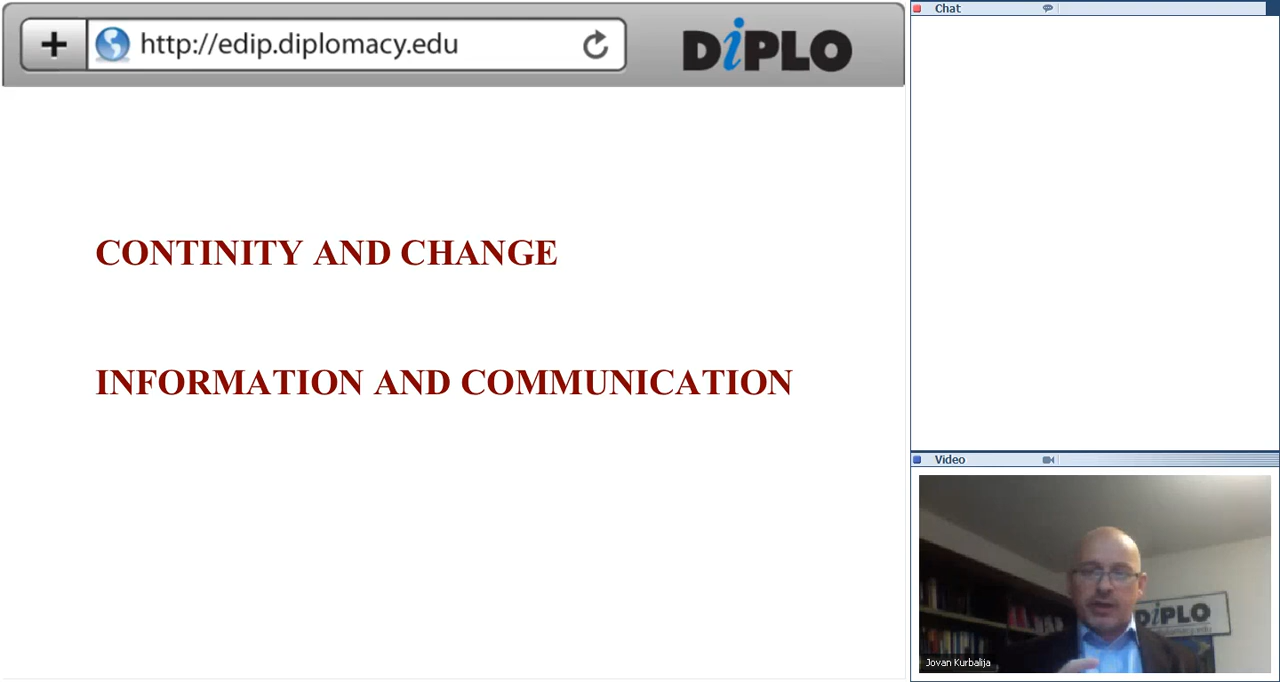 http://edip.diplomacy.edu
DiPLO
CONTINITY AND CHANGE
INFORMATION AND COMMUNICATION
Chat
Video
DiPLO
Jovan Kurbalija